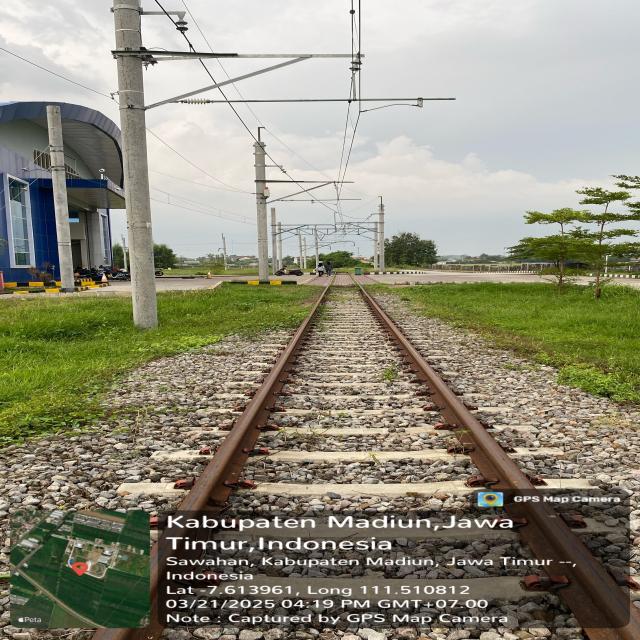 GPS Map Camera
Kabupaten Madiun,Jawa
Timur,Indonesia
Sawahan, Kabupaten Madiun, Jawa Timur --,
Indonesia
Lat -7.613961, Long 111.510812
03/21/2025 04:19 PM GMT+07:00
Note : Captured by GPS Map Camera
Peta